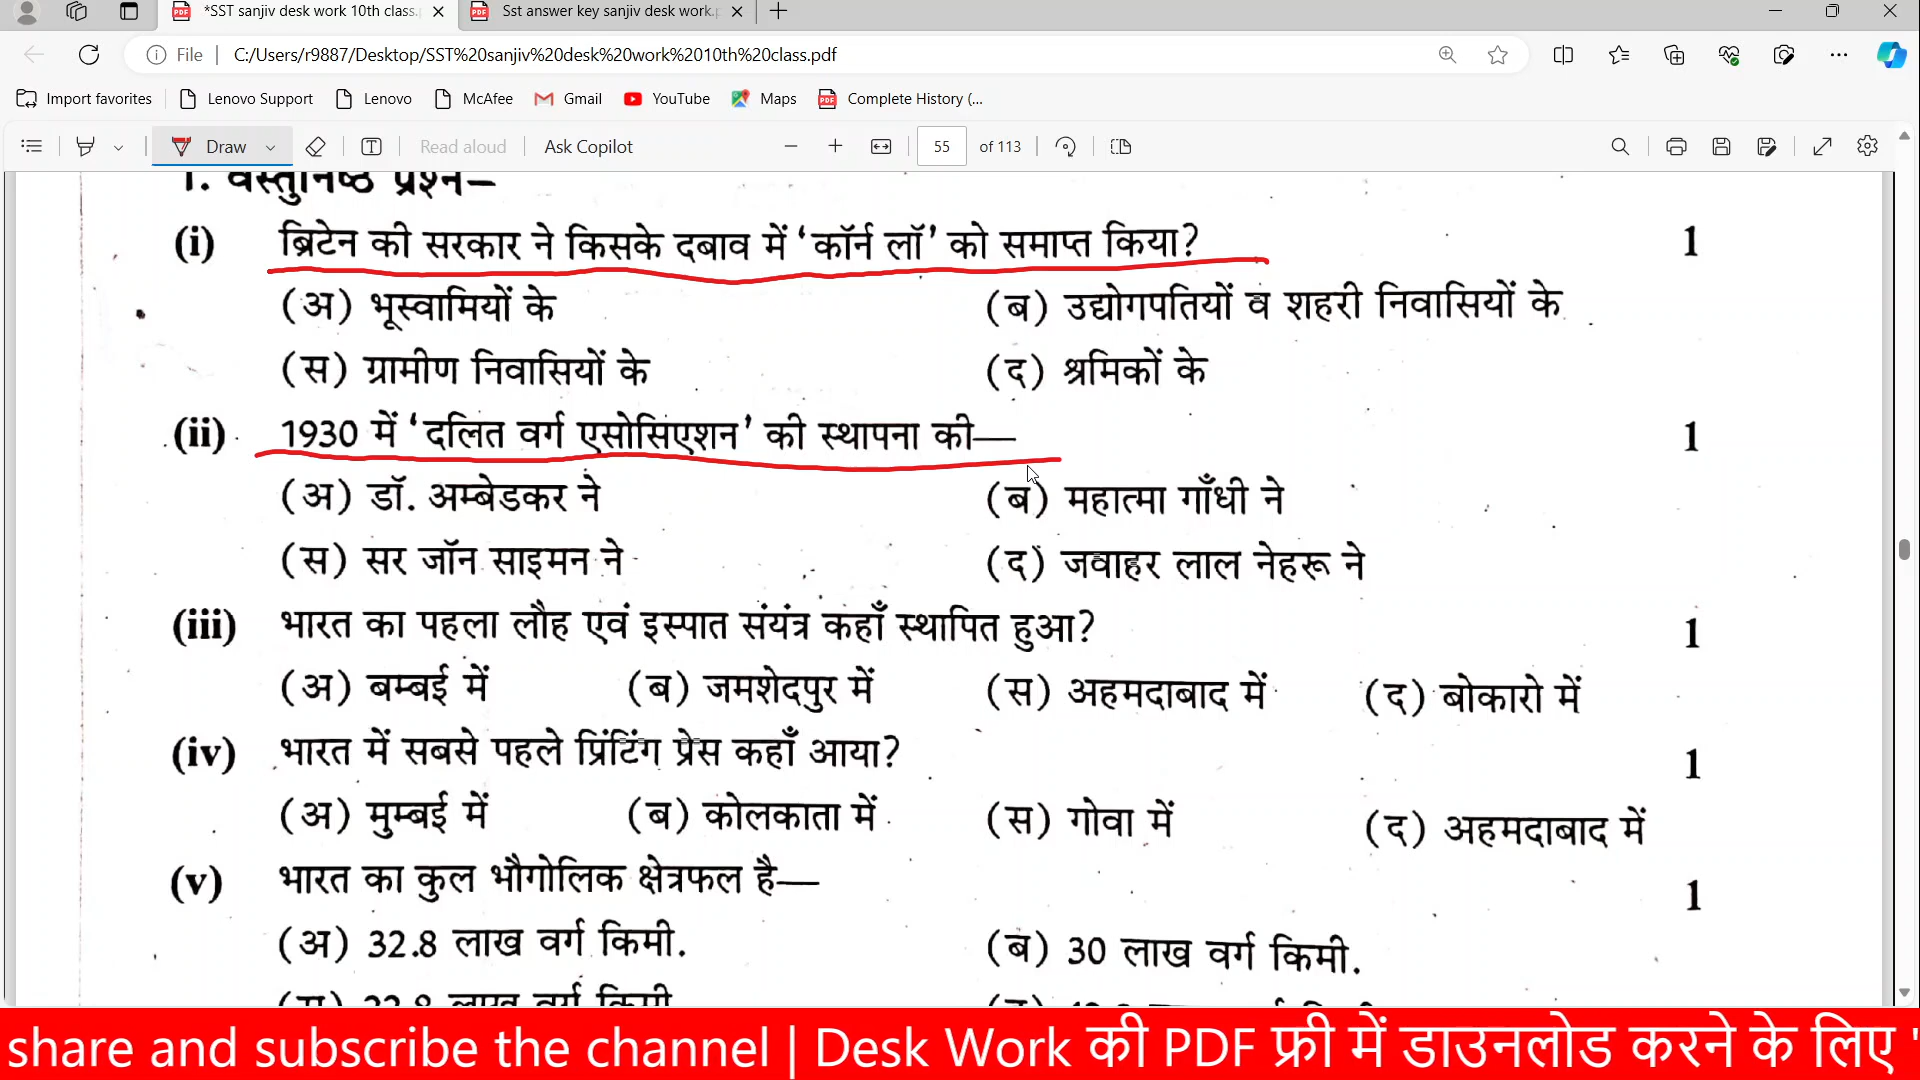 *SST sanjiv desk work 10th class.
Sst answer key sanjiv desk work.p
File
C:/Users/r9887/Desktop/SST%20sanjiv%20desk%20work%2010th%20class.pdf
Import favorites
Lenovo Support
Lenovo
McAfee
Gmail
YouTube
Maps
Complete History (...
Draw
Read aloud
Ask Copilot
55 of 113
1. वस्तुनिष्ठ प्रश्न—
(i) ब्रिटेन की सरकार ने किसके दबाव में 'कॉर्न लॉ' को समाप्त किया? 1
(अ) भूस्वामियों के (ब) उद्योगपतियों व शहरी निवासियों के
(स) ग्रामीण निवासियों के (द) श्रमिकों के
(ii) 1930 में 'दलित वर्ग एसोसिएशन' की स्थापना की— 1
(अ) डॉ. अम्बेडकर ने (ब) महात्मा गाँधी ने
(स) सर जॉन साइमन ने (द) जवाहर लाल नेहरू ने
(iii) भारत का पहला लौह एवं इस्पात संयंत्र कहाँ स्थापित हुआ? 1
(अ) बम्बई में (ब) जमशेदपुर में (स) अहमदाबाद में (द) बोकारो में
(iv) भारत में सबसे पहले प्रिंटिंग प्रेस कहाँ आया? 1
(अ) मुम्बई में (ब) कोलकाता में (स) गोवा में (द) अहमदाबाद में
(v) भारत का कुल भौगोलिक क्षेत्रफल है— 1
(अ) 32.8 लाख वर्ग किमी. (ब) 30 लाख वर्ग किमी.
share and subscribe the channel | Desk Work की PDF फ्री में डाउनलोड करने के लिए '